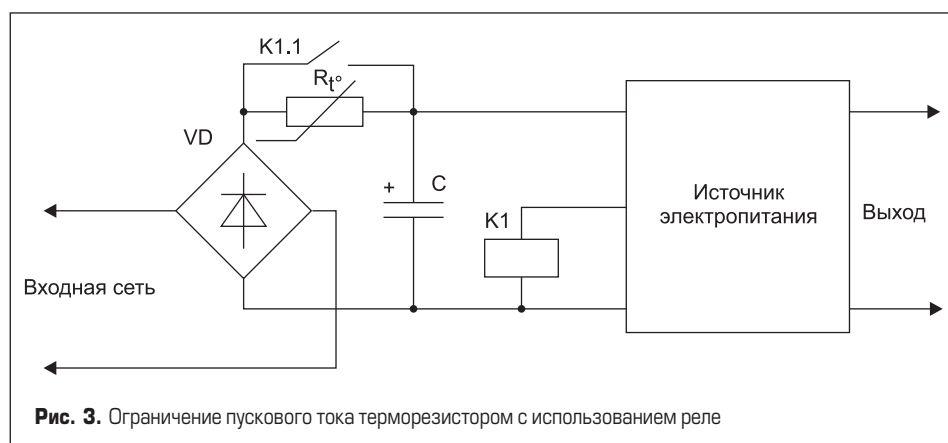 K1.1
Rt°
VD
+
C
K1
Источник
электропитания
Выход
Входная сеть
Рис. 3. Ограничение пускового тока терморезистором с использованием реле